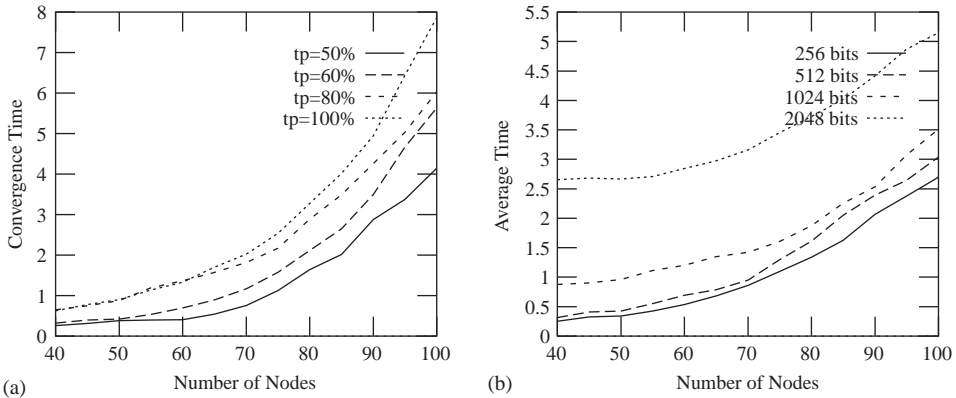 8
7
6
5
4
3
2
1
0
Convergence Time
tp=50%
tp=60%
tp=80%
tp=100%
40 50 60 70 80 90 100
Number of Nodes
(a)
5.5
5
4.5
4
3.5
3
2.5
2
1.5
1
0.5
0
Average Time
256 bits
512 bits
1024 bits
2048 bits
40 50 60 70 80 90 100
Number of Nodes
(b)